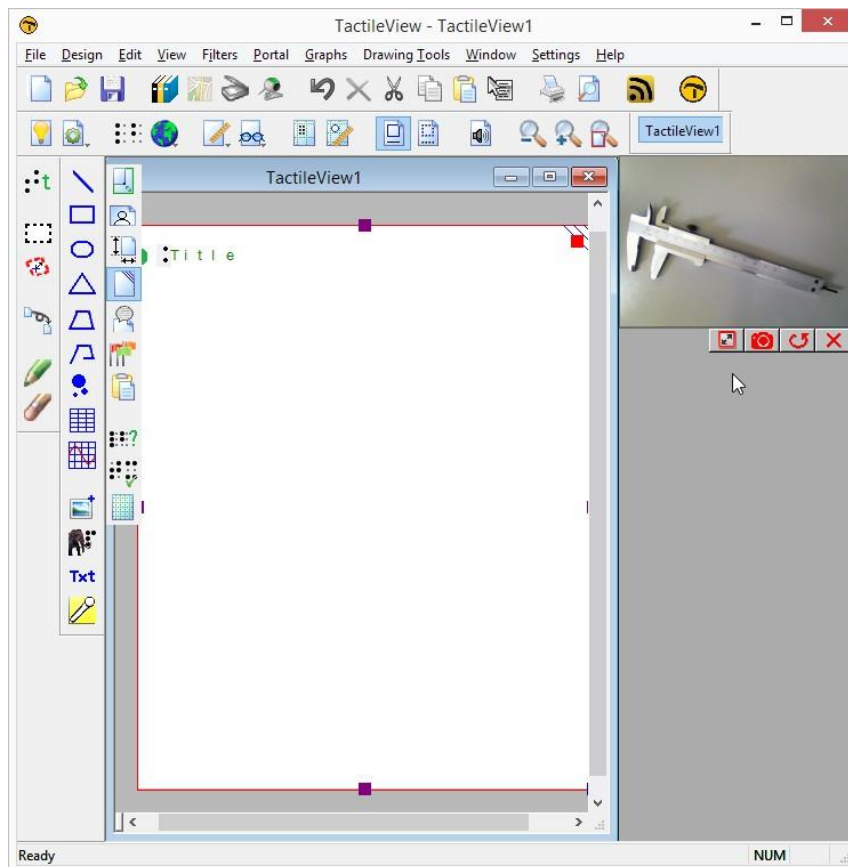 TactileView - TactileView1
File Design Edit View Filters Portal Graphs Drawing Tools Window Settings Help
TactileView1
t
TactileView1
Title
?
Txt
Ready NUM